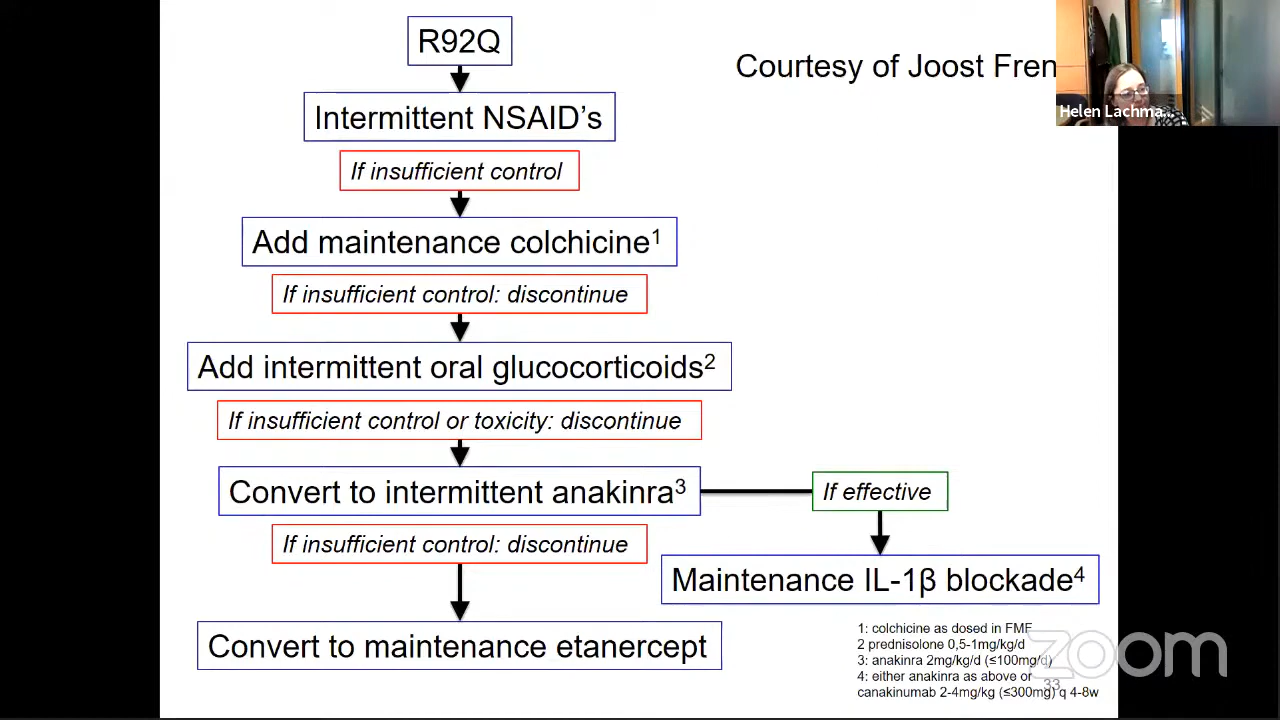 R92Q
Courtesy of Joost Fren
Helen Lachma...
Intermittent NSAID’s
If insufficient control
Add maintenance colchicine¹
If insufficient control: discontinue
Add intermittent oral glucocorticoids²
If insufficient control or toxicity: discontinue
Convert to intermittent anakinra³
If effective
If insufficient control: discontinue
Maintenance IL-1β blockade⁴
Convert to maintenance etanercept
1: colchicine as dosed in FMF
2 prednisolone 0,5-1mg/kg/d
3: anakinra 2mg/kg/d (≤100mg/d)
4: either anakinra as above or
canakinumab 2-4mg/kg (≤300mg) q 4-8w
33
zoom